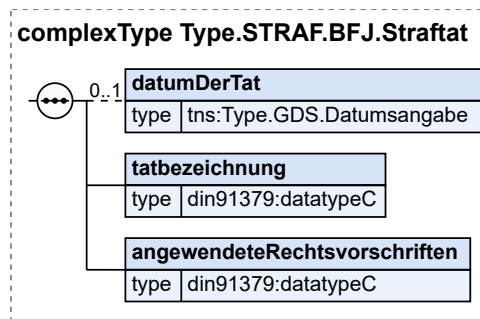 complexType Type.STRAF.BFJ.Straftat
0..1
datumDerTat
type tns:Type.GDS.Datumsangabe
tatbezeichnung
type din91379:datatypeC
angewendeteRechtsvorschriften
type din91379:datatypeC